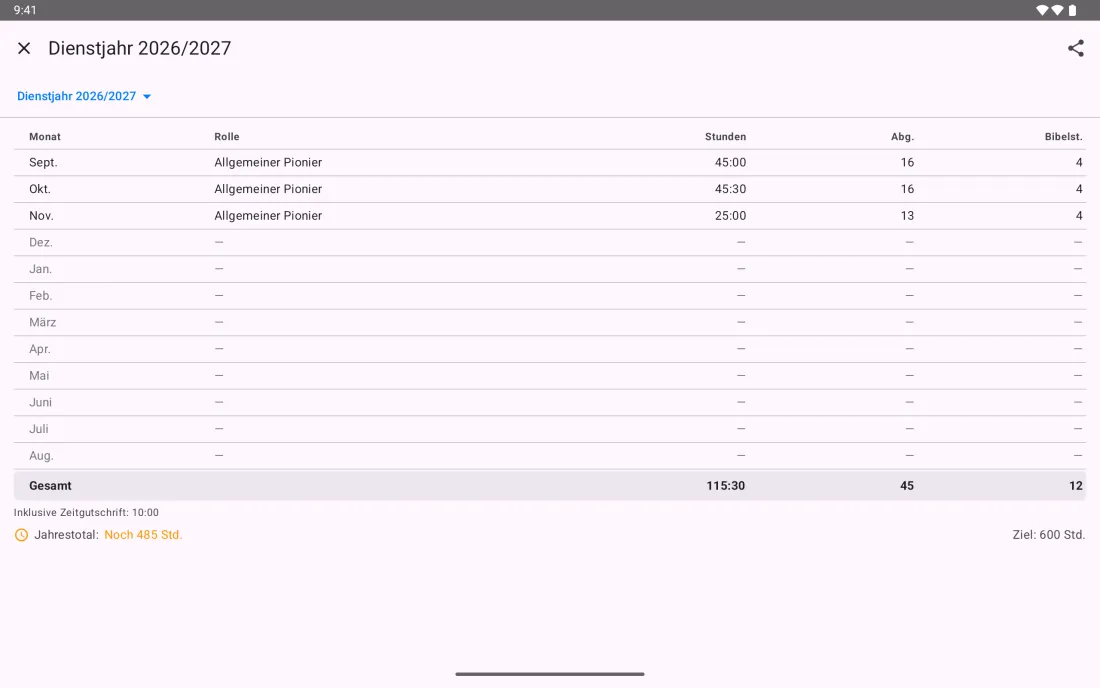 9:41
Dienstjahr 2026/2027
Dienstjahr 2026/2027
Monat Rolle Stunden Abg. Bibelst.
Sept. Allgemeiner Pionier 45:00 16 4
Okt. Allgemeiner Pionier 45:30 16 4
Nov. Allgemeiner Pionier 25:00 13 4
Dez. — — — —
Jan. — — — —
Feb. — — — —
März — — — —
Apr. — — — —
Mai — — — —
Juni — — — —
Juli — — — —
Aug. — — — —
Gesamt 115:30 45 12
Inklusive Zeitgutschrift: 10:00
Jahrestotal: Noch 485 Std. Ziel: 600 Std.